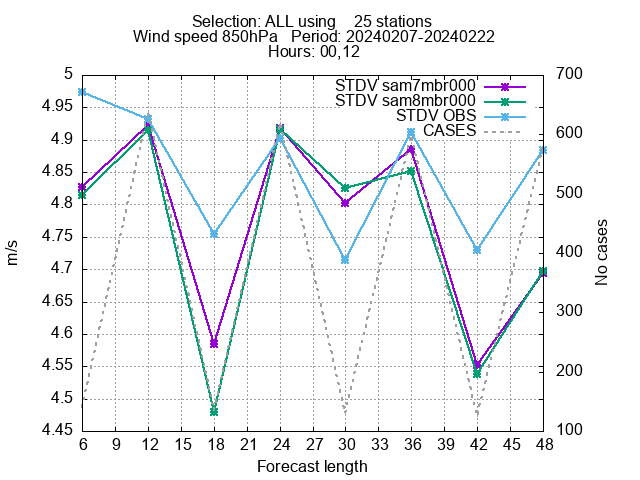 Selection: ALL using    25 stations
Wind speed 850hPa   Period: 20240207-20240222
Hours: 00,12
STDV sam7mbr000
STDV sam8mbr000
STDV OBS
CASES
5
4.95
4.9
4.85
4.8
4.75
4.7
4.65
4.6
4.55
4.5
4.45
m/s
700
600
500
400
300
200
100
No cases
6 9 12 15 18 21 24 27 30 33 36 39 42 45 48
Forecast length